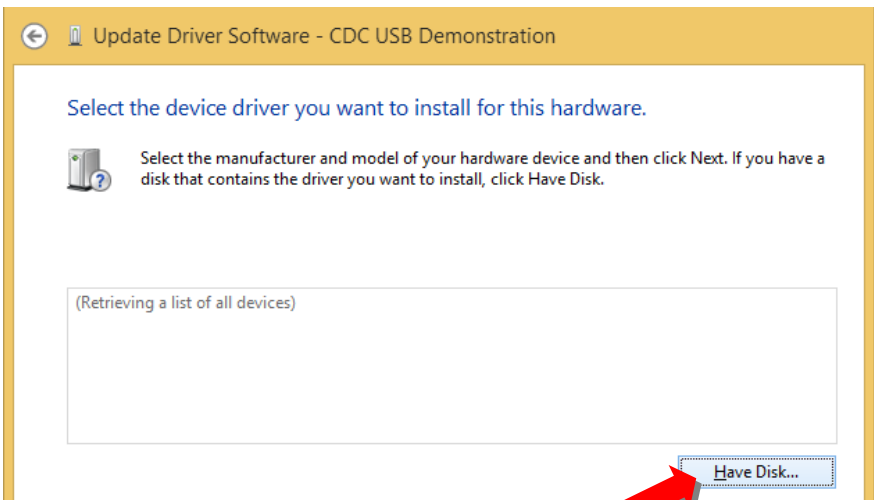 Update Driver Software - CDC USB Demonstration
Select the device driver you want to install for this hardware.
Select the manufacturer and model of your hardware device and then click Next. If you have a
disk that contains the driver you want to install, click Have Disk.
(Retrieving a list of all devices)
Have Disk...